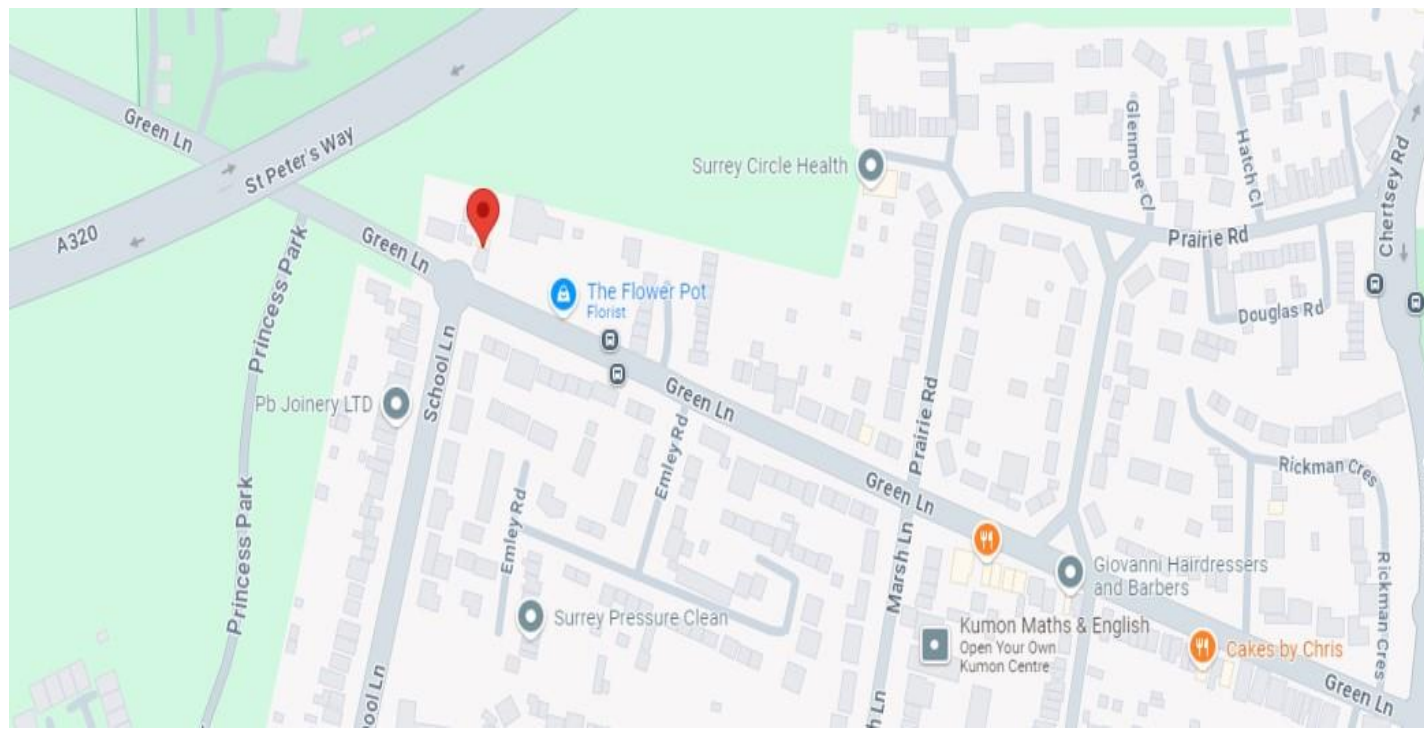 Green Ln
St Peter's Way
A320
Princess Park
Green Ln
Surrey Circle Health
Glenmore Cl
Hatch Cl
Chertsey Rd
Prairie Rd
The Flower Pot
Florist
Douglas Rd
Pb Joinery LTD
School Ln
Green Ln
Prairie Rd
Emley Rd
Rickman Cres
Princess Park
Emley Rd
Green Ln
Marsh Ln
Giovanni Hairdressers
and Barbers
Rickman Cres
Surrey Pressure Clean
Kumon Maths & English
Open Your Own
Kumon Centre
Cakes by Chris
Green Ln
ool Ln
h Ln